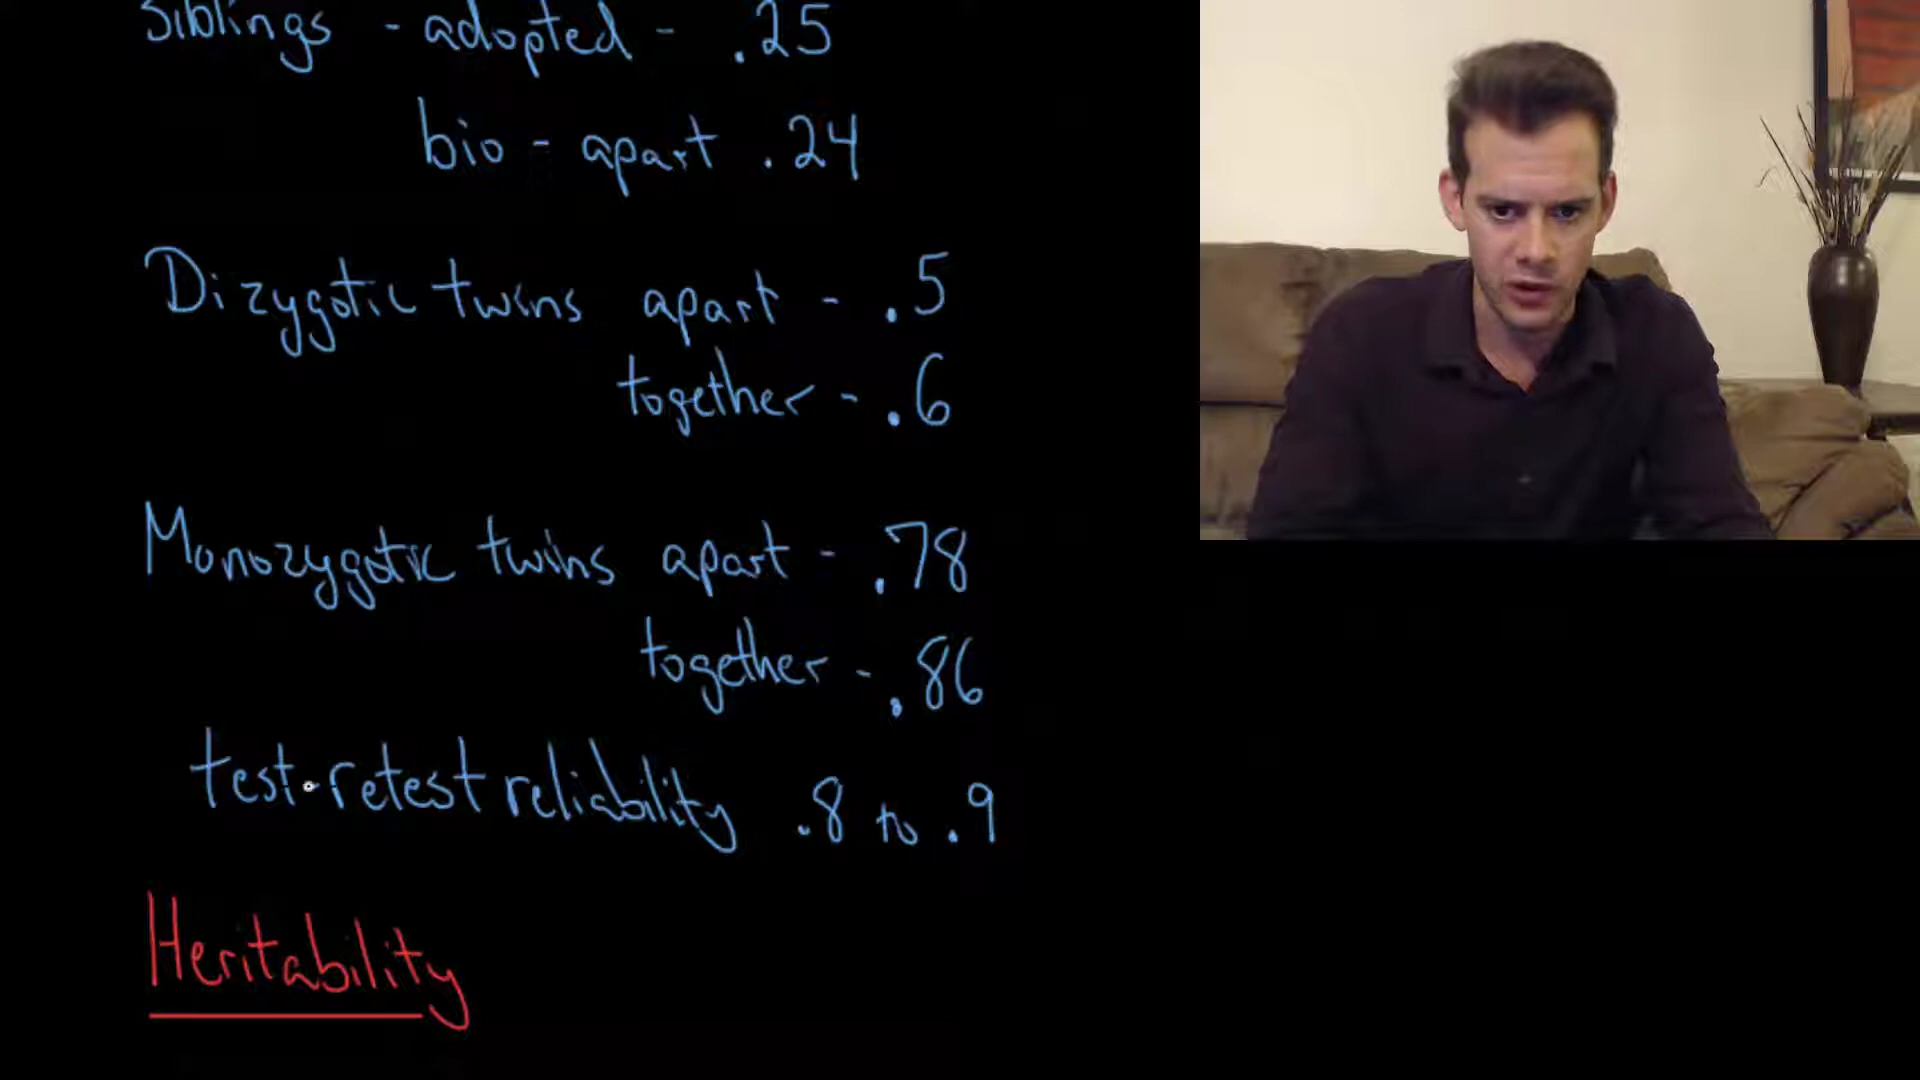 Siblings - adopted - .25
bio - apart .24
Dizygotic twins apart - .5
together - .6
Monozygotic twins apart - .78
together - .86
test-retest reliability .8 to .9
Heritability